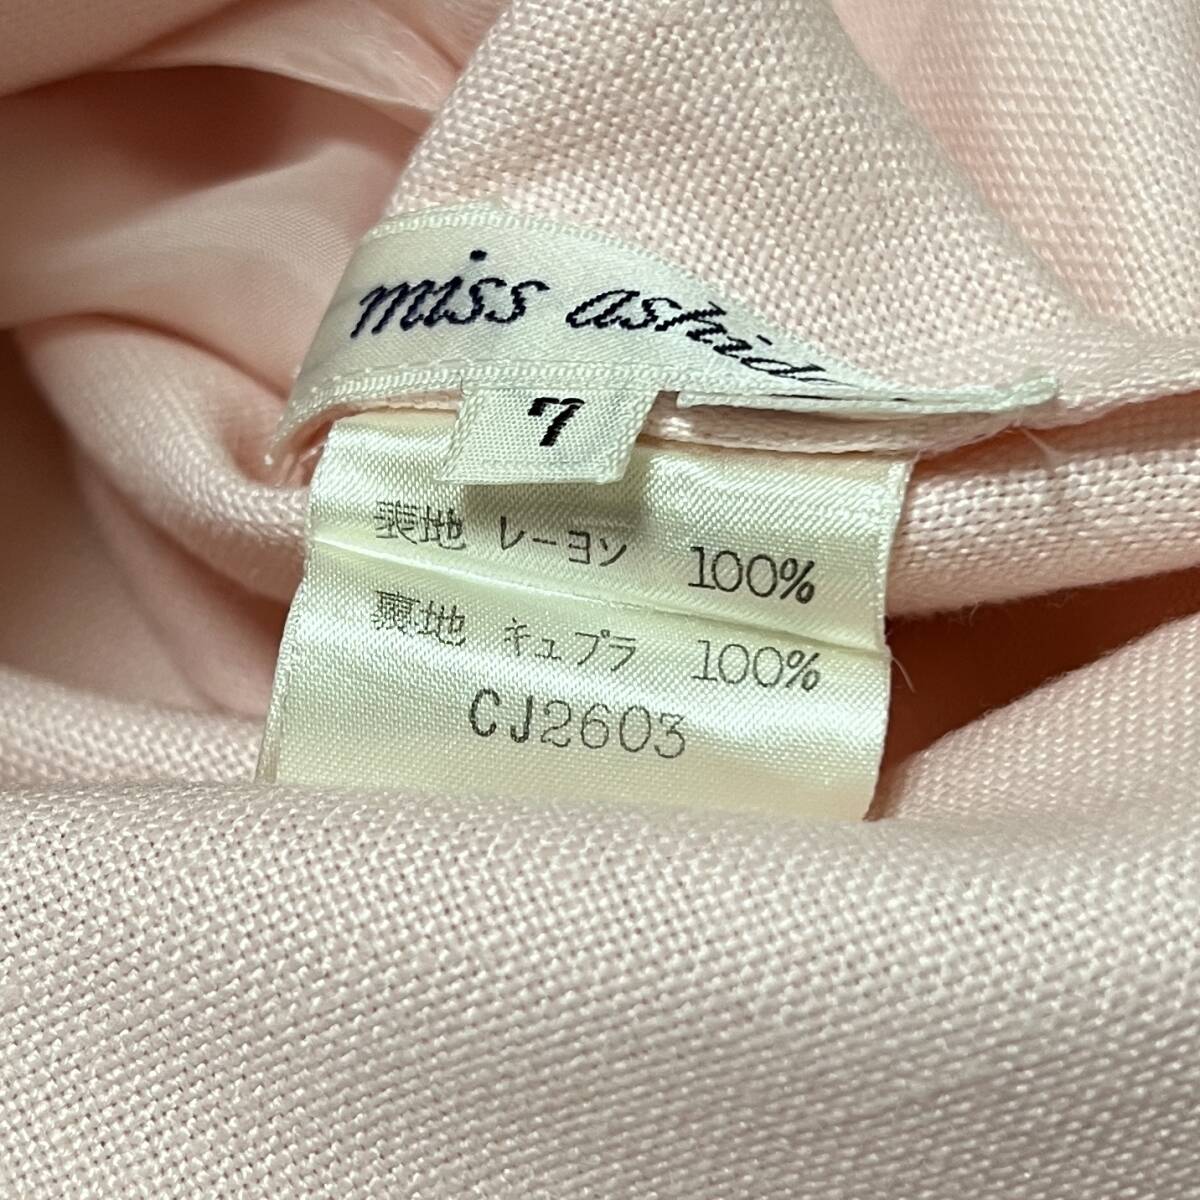 miss ashid
7
表地 レーヨン 100%
裏地 キュプラ 100%
CJ2603